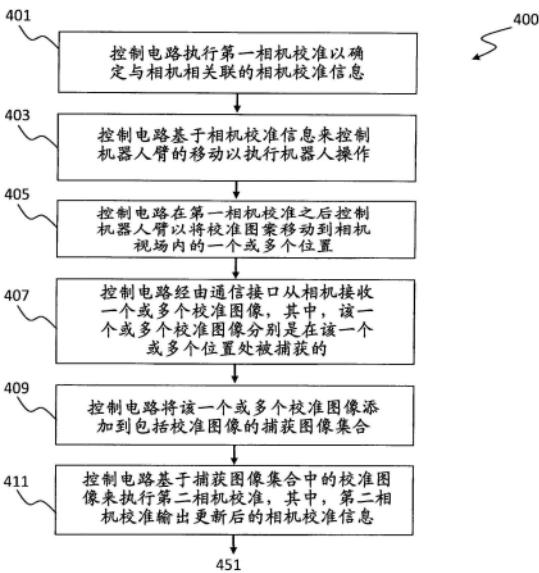 401
400
控制电路执行第一相机校准以确
定与相机相关联的相机校准信息
403
控制电路基于相机校准信息来控制
机器人臂的移动以执行机器人操作
405
控制电路在第一相机校准之后控制
机器人臂以将校准图案移动到相机
视场内的一个或多个位置
407
控制电路经由通信接口从相机接收
一个或多个校准图像，其中，该一
个或多个校准图像分别是在该一个
或多个位置处被捕获的
409
控制电路将该一个或多个校准图像添
加到包括校准图像的捕获图像集合
411
控制电路基于捕获图像集合中的校准图
像来执行第二相机校准，其中，第二相
机校准输出更新后的相机校准信息
451